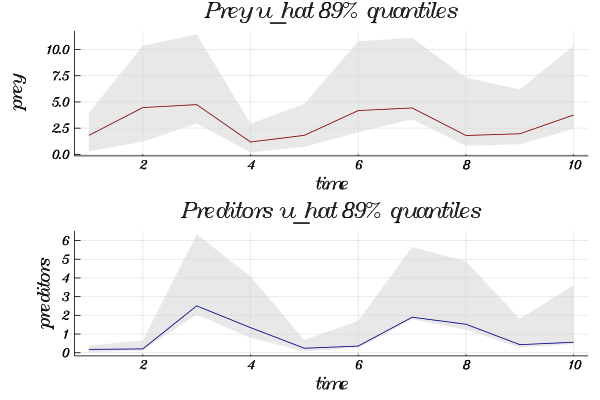 Prey u_hat 89% quantiles
prey
10.0
7.5
5.0
2.5
0.0
2 4 6 8 10
time
Preditors u_hat 89% quantiles
preditors
6
5
4
3
2
1
0
2 4 6 8 10
time